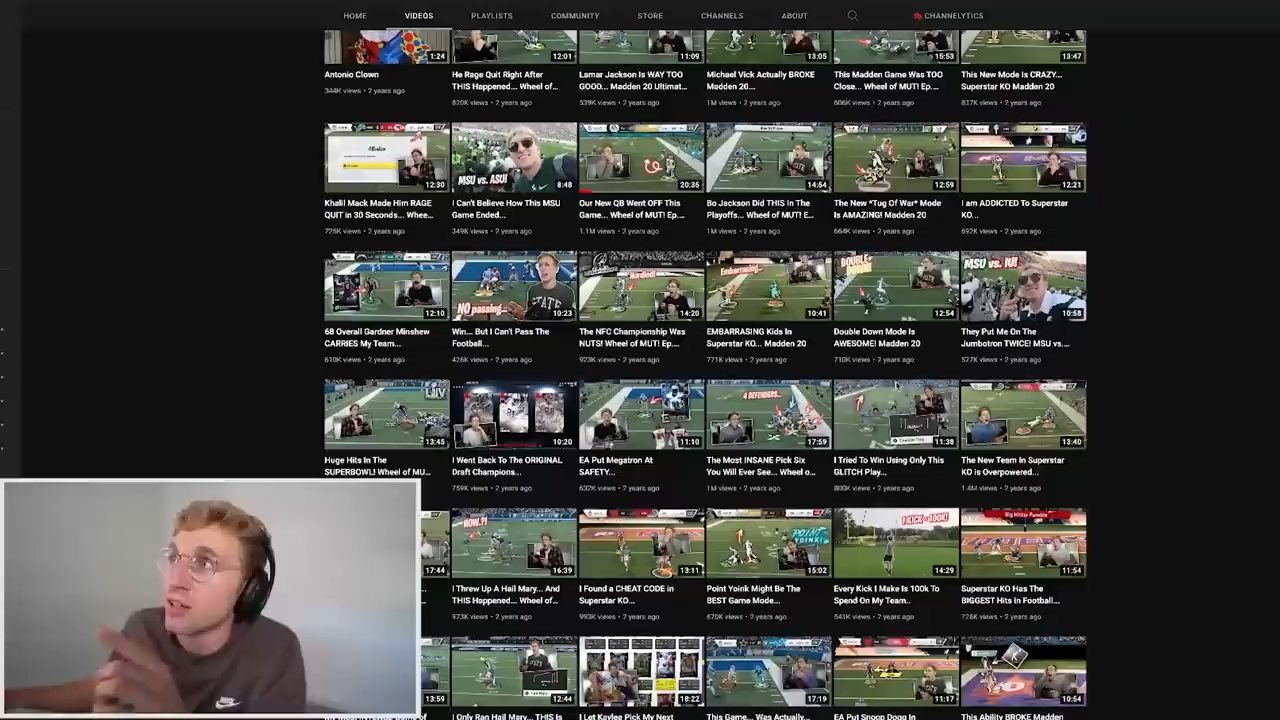 HOME VIDEOS PLAYLISTS COMMUNITY STORE CHANNELS ABOUT CHANNELYTICS
1:24 12:01 11:09 13:05 15:53 13:47
Antonio Clown
344K views • 2 years ago
He Rage Quit Right After
THIS Happened... Wheel of...
820K views • 2 years ago
Lamar Jackson Is WAY TOO
GOOD... Madden 20 Ultimat...
539K views • 2 years ago
Michael Vick Actually BROKE
Madden 20...
1M views • 2 years ago
This Madden Game Was TOO
Close... Wheel of MUT! Ep....
606K views • 2 years ago
This New Mode Is CRAZY...
Superstar KO Madden 20
837K views • 2 years ago
12:30
MSU vs. ASU!
8:48
20:35
14:54
12:59
12:21
Khalil Mack Made Him RAGE
QUIT in 30 Seconds... Whee...
725K views • 2 years ago
I Can't Believe How This MSU
Game Ended...
349K views • 2 years ago
Our New QB Went OFF This
Game... Wheel of MUT! Ep....
1.1M views • 2 years ago
Bo Jackson Did THIS In The
Playoffs... Wheel of MUT! E...
1M views • 2 years ago
The New *Tug Of War* Mode
Is AMAZING! Madden 20
664K views • 2 years ago
I am ADDICTED To Superstar
KO...
692K views • 2 years ago
12:10
NO passing...
STATE
10:23
Hurdled!
14:20
Embarrassing...
10:41
DOUBLE
DOWN!
12:54
MSU vs. IU!
10:58
68 Overall Gardner Minshew
CARRIES My Team...
610K views • 2 years ago
Win... But I Can't Pass The
Football...
426K views • 2 years ago
The NFC Championship Was
NUTS! Wheel of MUT! Ep....
923K views • 2 years ago
EMBARRASING Kids In
Superstar KO... Madden 20
771K views • 2 years ago
Double Down Mode Is
AWESOME! Madden 20
710K views • 2 years ago
They Put Me On The
Jumbotron TWICE! MSU vs....
527K views • 2 years ago
LIV
13:45
10:20
11:10
4 DEFENDERS...
17:59
11:38
13:40
Huge Hits In The
SUPERBOWL! Wheel of MU...
I Went Back To The ORIGINAL
Draft Champions...
759K views • 2 years ago
EA Put Megatron At
SAFETY...
632K views • 2 years ago
The Most INSANE Pick Six
You Will Ever See... Wheel o...
1M views • 2 years ago
I Tried To Win Using Only This
GLITCH Play...
800K views • 2 years ago
The New Team In Superstar
KO is Overpowered...
1.4M views • 2 years ago
17:44
HOW.?!
16:39
13:11
POINT
YOINK!
15:02
1 KICK = 100K!
14:29
Big Hitter Fumble
11:54
I Threw Up A Hail Mary... And
THIS Happened... Wheel of...
973K views • 2 years ago
I Found a CHEAT CODE in
Superstar KO...
993K views • 2 years ago
Point Yoink Might Be The
BEST Game Mode...
670K views • 2 years ago
Every Kick I Make Is 100k To
Spend On My Team..
541K views • 2 years ago
Superstar KO Has The
BIGGEST Hits In Football...
726K views • 2 years ago
13:59
12:44
17:19
11:17
10:54
I Only Ran Hail Mary... THIS Is
I Let Kaylee Pick My Next
This Game... Was Actually...
EA Put Snoop Dogg In
This Ability BROKE Madden